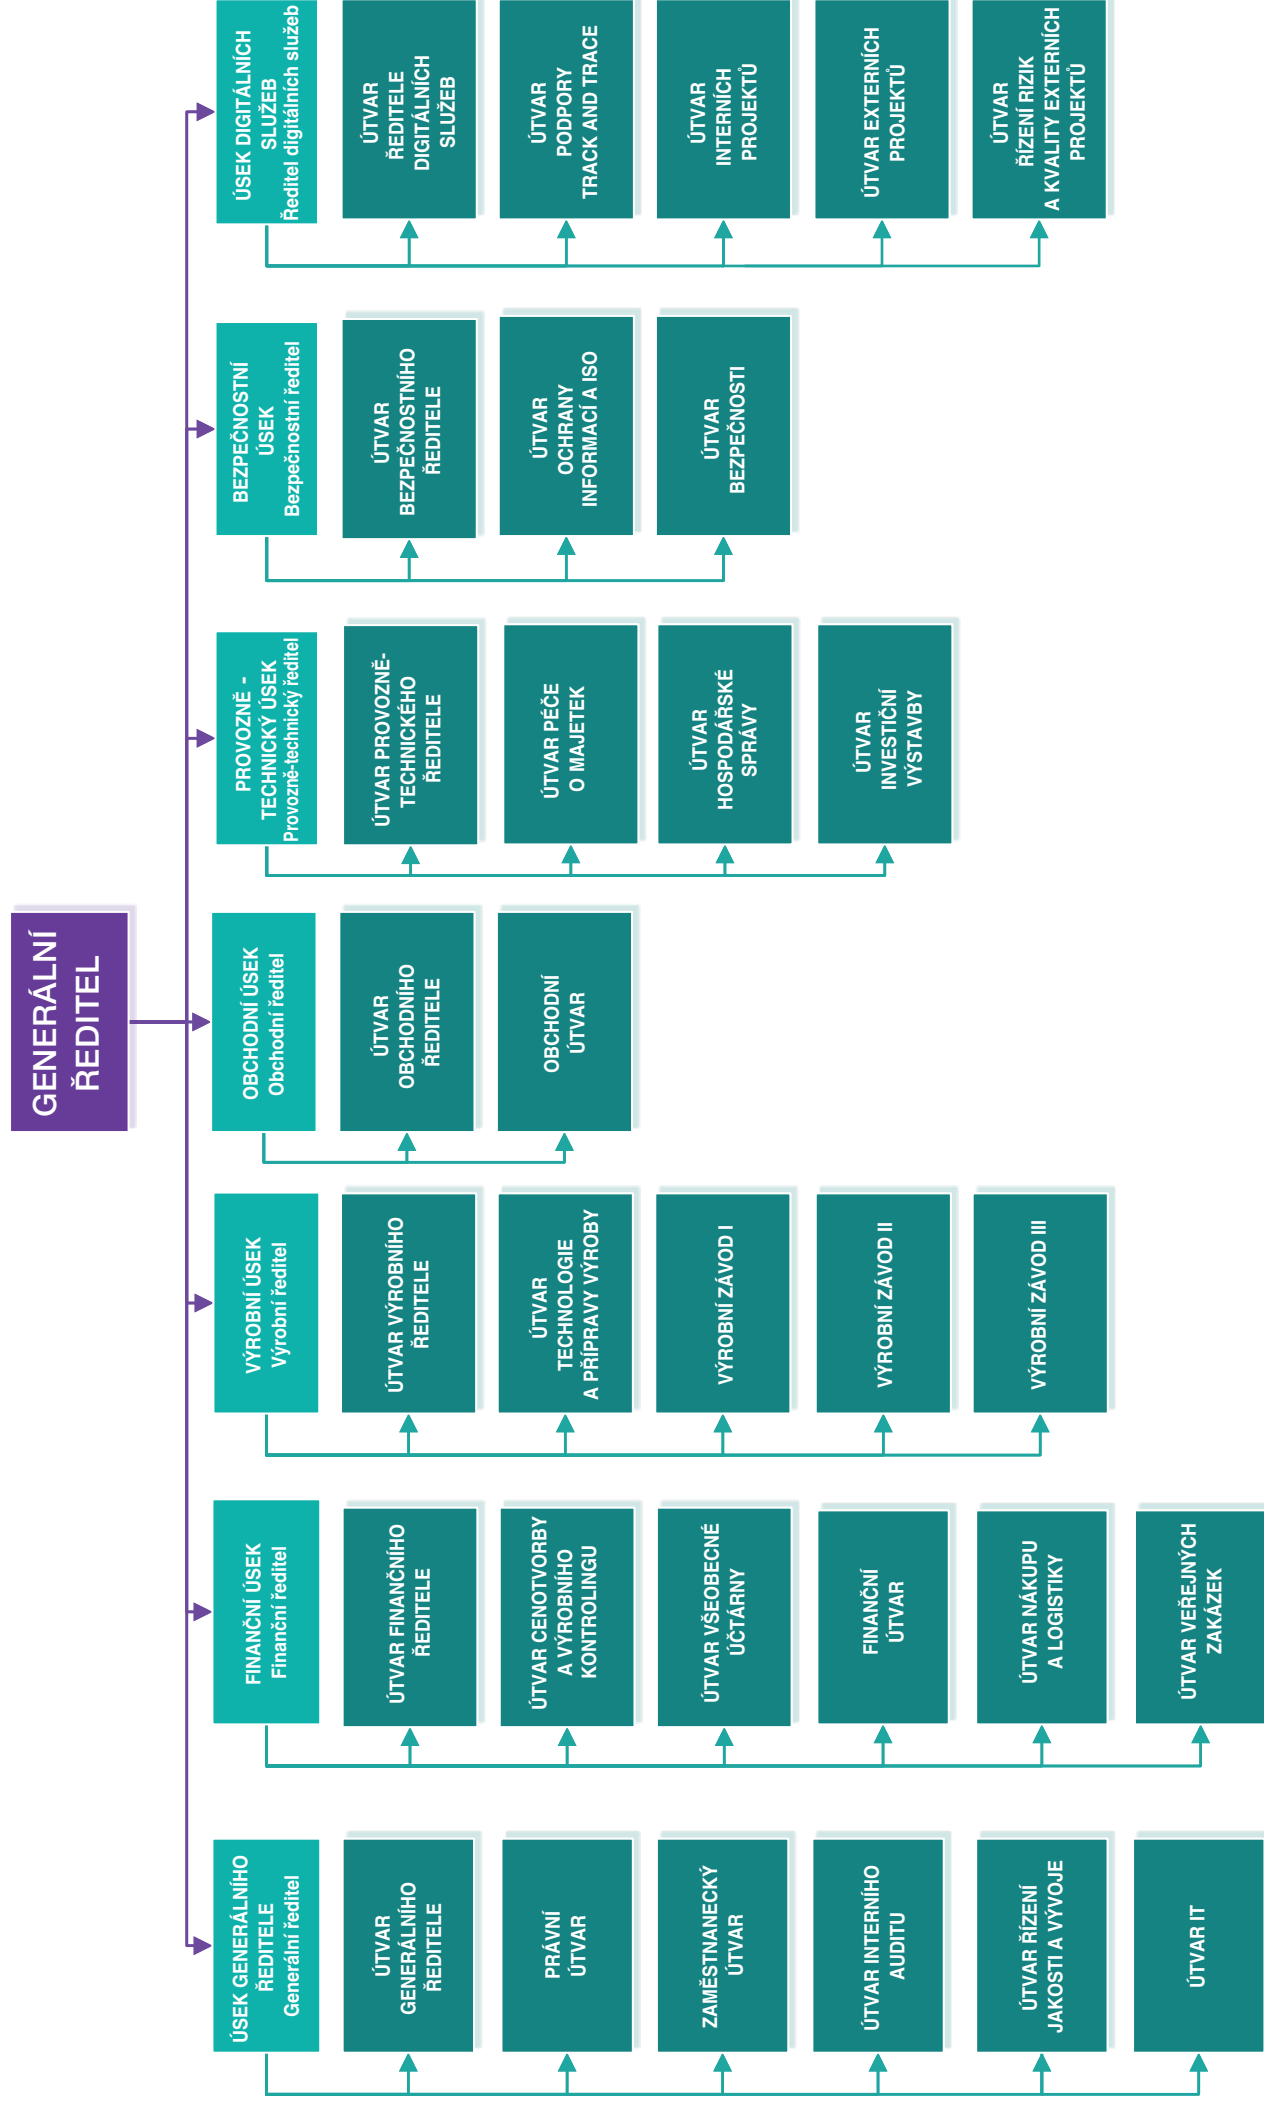 GENERÁLNÍ
ŘEDITEL
ÚSEK GENERÁLNÍHO
ŘEDITELE
Generální ředitel
ÚTVAR
GENERÁLNÍHO
ŘEDITELE
PRÁVNÍ
ÚTVAR
ZAMĚSTNANECKÝ
ÚTVAR
ÚTVAR INTERNÍHO
AUDITU
ÚTVAR ŘÍZENÍ
JAKOSTI A VÝVOJE
ÚTVAR IT
FINANČNÍ ÚSEK
Finanční ředitel
ÚTVAR FINANČNÍHO
ŘEDITELE
ÚTVAR CENOTVORBY
A VÝROBNÍHO
KONTROLINGU
ÚTVAR VŠEOBECNÉ
ÚČTÁRNY
FINANČNÍ
ÚTVAR
ÚTVAR NÁKUPU
A LOGISTIKY
ÚTVAR VEŘEJNÝCH
ZAKÁZEK
VÝROBNÍ ÚSEK
Výrobní ředitel
ÚTVAR VÝROBNÍHO
ŘEDITELE
ÚTVAR
TECHNOLOGIE
A PŘÍPRAVY VÝROBY
VÝROBNÍ ZÁVOD I
VÝROBNÍ ZÁVOD II
VÝROBNÍ ZÁVOD III
OBCHODNÍ ÚSEK
Obchodní ředitel
ÚTVAR
OBCHODNÍHO
ŘEDITELE
OBCHODNÍ
ÚTVAR
PROVOZNĚ -
TECHNICKÝ ÚSEK
Provozně-technický ředitel
ÚTVAR PROVOZNĚ-
TECHNICKÉHO
ŘEDITELE
ÚTVAR PÉČE
O MAJETEK
ÚTVAR
HOSPODÁŘSKÉ
SPRÁVY
ÚTVAR
INVESTIČNÍ
VÝSTAVBY
BEZPEČNOSTNÍ
ÚSEK
Bezpečnostní ředitel
ÚTVAR
BEZPEČNOSTNÍHO
ŘEDITELE
ÚTVAR
OCHRANY
INFORMACÍ A ISO
ÚTVAR
BEZPEČNOSTI
ÚSEK DIGITÁLNÍCH
SLUŽEB
Ředitel digitálních služeb
ÚTVAR
ŘEDITELE
DIGITÁLNÍCH
SLUŽEB
ÚTVAR
PODPORY
TRACK AND TRACE
ÚTVAR
INTERNÍCH
PROJEKTŮ
ÚTVAR EXTERNÍCH
PROJEKTŮ
ÚTVAR
ŘÍZENÍ RIZIK
A KVALITY EXTERNÍCH
PROJEKTŮ